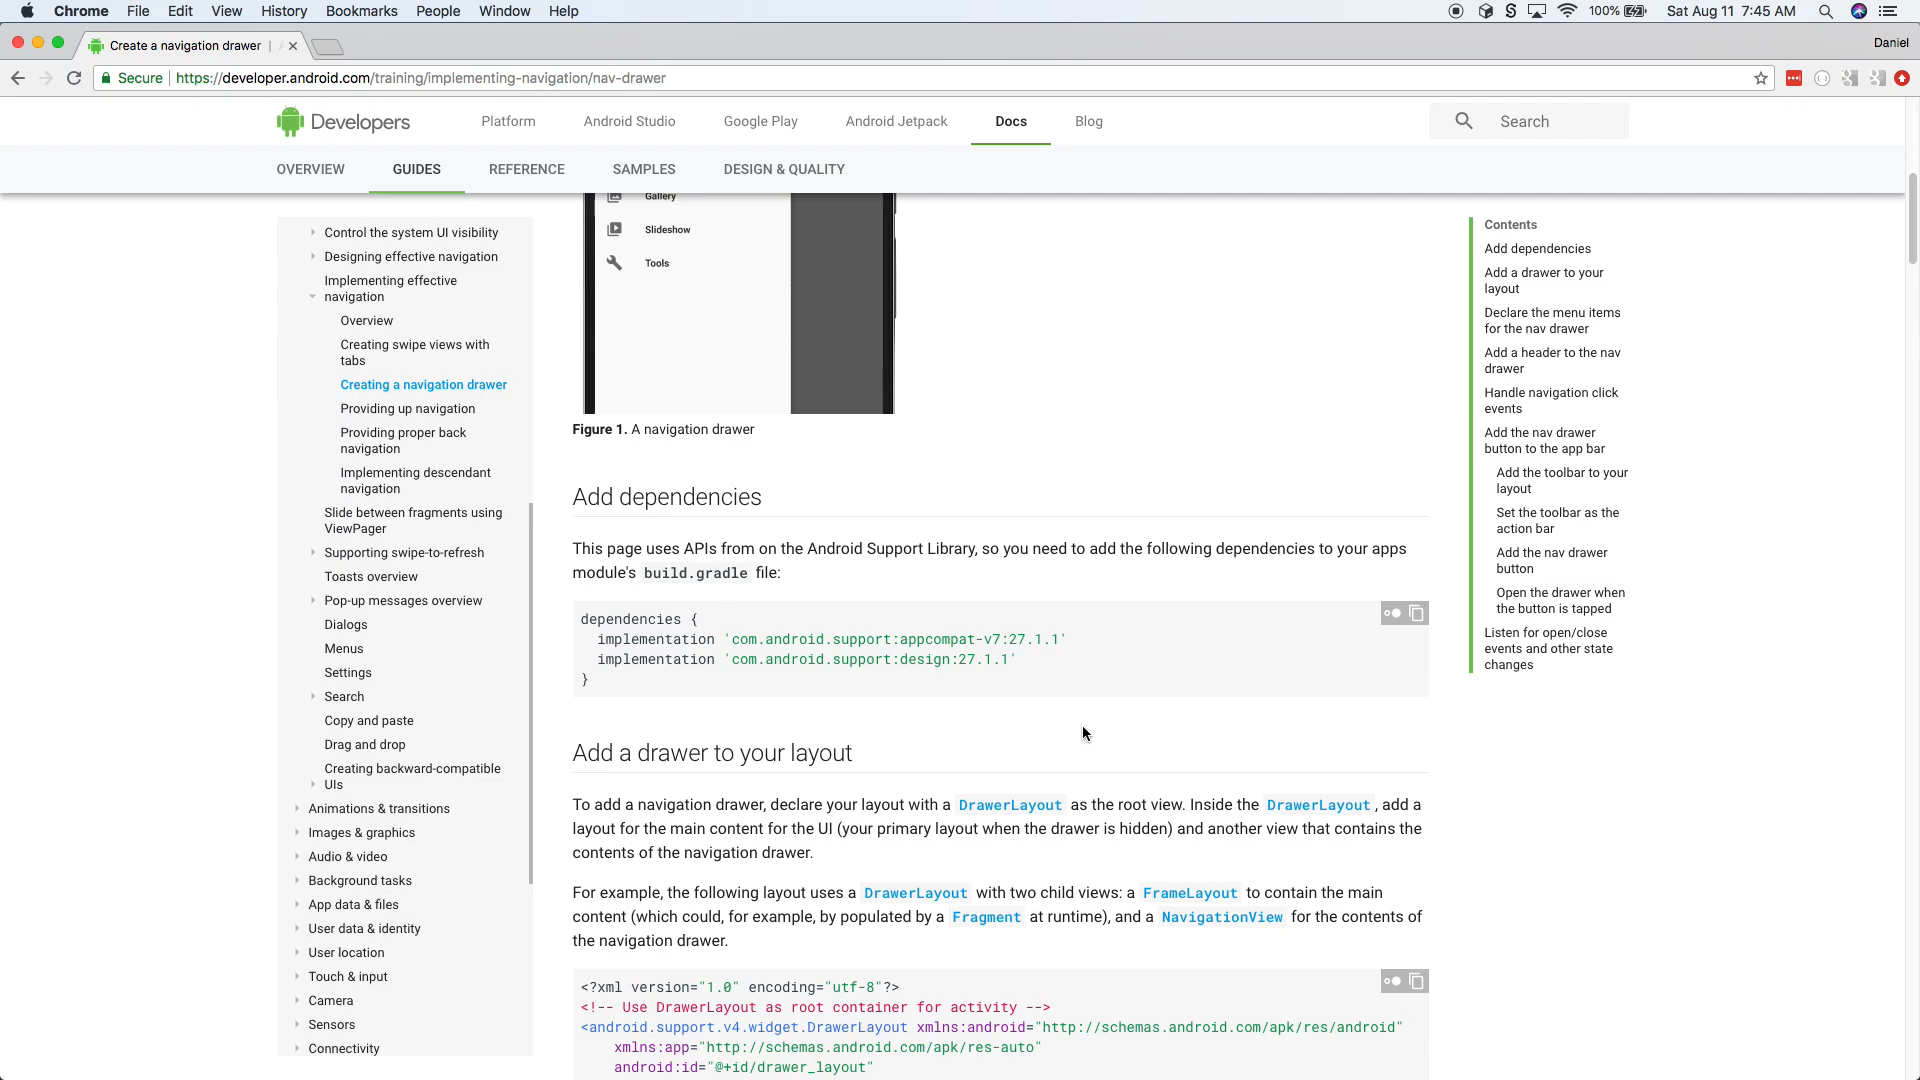 Chrome File Edit View History Bookmarks People Window Help
100% Sat Aug 11 7:45 AM
Create a navigation drawer |
Daniel
Secure | https://developer.android.com/training/implementing-navigation/nav-drawer
Developers Platform Android Studio Google Play Android Jetpack Docs Blog Search
OVERVIEW GUIDES REFERENCE SAMPLES DESIGN & QUALITY
Control the system UI visibility
Designing effective navigation
Implementing effective
navigation
Overview
Creating swipe views with
tabs
Creating a navigation drawer
Providing up navigation
Providing proper back
navigation
Implementing descendant
navigation
Slide between fragments using
ViewPager
Supporting swipe-to-refresh
Toasts overview
Pop-up messages overview
Dialogs
Menus
Settings
Search
Copy and paste
Drag and drop
Creating backward-compatible
UIs
Animations & transitions
Images & graphics
Audio & video
Background tasks
App data & files
User data & identity
User location
Touch & input
Camera
Sensors
Connectivity
Gallery
Slideshow
Tools
Figure 1. A navigation drawer
Add dependencies
This page uses APIs from on the Android Support Library, so you need to add the following dependencies to your apps
module's build.gradle file:
dependencies {
implementation 'com.android.support:appcompat-v7:27.1.1'
implementation 'com.android.support:design:27.1.1'
}
Add a drawer to your layout
To add a navigation drawer, declare your layout with a DrawerLayout as the root view. Inside the DrawerLayout, add a
layout for the main content for the UI (your primary layout when the drawer is hidden) and another view that contains the
contents of the navigation drawer.
For example, the following layout uses a DrawerLayout with two child views: a FrameLayout to contain the main
content (which could, for example, by populated by a Fragment at runtime), and a NavigationView for the contents of
the navigation drawer.
<?xml version="1.0" encoding="utf-8"?>
<!-- Use DrawerLayout as root container for activity -->
<android.support.v4.widget.DrawerLayout xmlns:android="http://schemas.android.com/apk/res/android"
xmlns:app="http://schemas.android.com/apk/res-auto"
android:id="@+id/drawer_layout"
Contents
Add dependencies
Add a drawer to your
layout
Declare the menu items
for the nav drawer
Add a header to the nav
drawer
Handle navigation click
events
Add the nav drawer
button to the app bar
Add the toolbar to your
layout
Set the toolbar as the
action bar
Add the nav drawer
button
Open the drawer when
the button is tapped
Listen for open/close
events and other state
changes